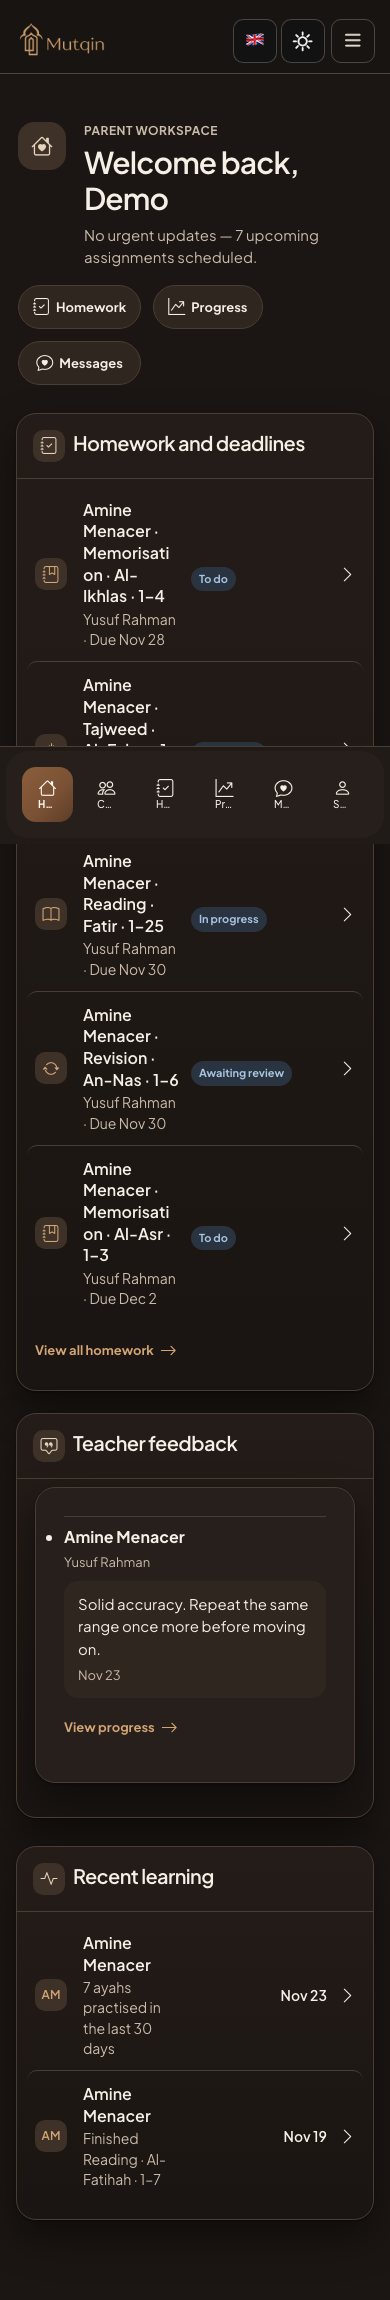 Mutqin
PARENT WORKSPACE
Welcome back,
Demo
No urgent updates — 7 upcoming
assignments scheduled.
Homework
Progress
Messages
Homework and deadlines
Amine
Menacer ·
Memorisati
on · Al-
Ikhlas · 1–4
Yusuf Rahman
· Due Nov 28
To do
Amine
Menacer ·
Tajweed ·
H…
C…
H…
Pr…
M…
S…
Amine
Menacer ·
Reading ·
Fatir · 1–25
Yusuf Rahman
· Due Nov 30
In progress
Amine
Menacer ·
Revision ·
An-Nas · 1–6
Yusuf Rahman
· Due Nov 30
Awaiting review
Amine
Menacer ·
Memorisati
on · Al-Asr ·
1–3
Yusuf Rahman
· Due Dec 2
To do
View all homework
Teacher feedback
Amine Menacer
Yusuf Rahman
Solid accuracy. Repeat the same
range once more before moving
on.
Nov 23
View progress
Recent learning
AM
Amine
Menacer
7 ayahs
practised in
the last 30
days
Nov 23
AM
Amine
Menacer
Finished
Reading · Al-
Fatihah · 1–7
Nov 19